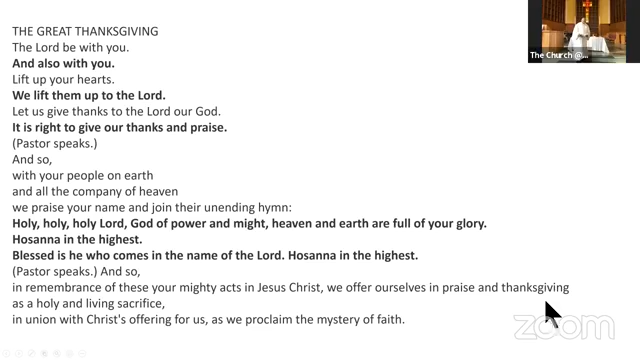 THE GREAT THANKSGIVING
The Lord be with you.
And also with you.
Lift up your hearts.
We lift them up to the Lord.
Let us give thanks to the Lord our God.
It is right to give our thanks and praise.
(Pastor speaks.)
And so,
with your people on earth
and all the company of heaven
we praise your name and join their unending hymn:
Holy, holy, holy Lord, God of power and might, heaven and earth are full of your glory.
Hosanna in the highest.
Blessed is he who comes in the name of the Lord. Hosanna in the highest.
(Pastor speaks.) And so,
in remembrance of these your mighty acts in Jesus Christ, we offer ourselves in praise and thanksgiving
as a holy and living sacrifice,
in union with Christ's offering for us, as we proclaim the mystery of faith.
The Church @...
zoom